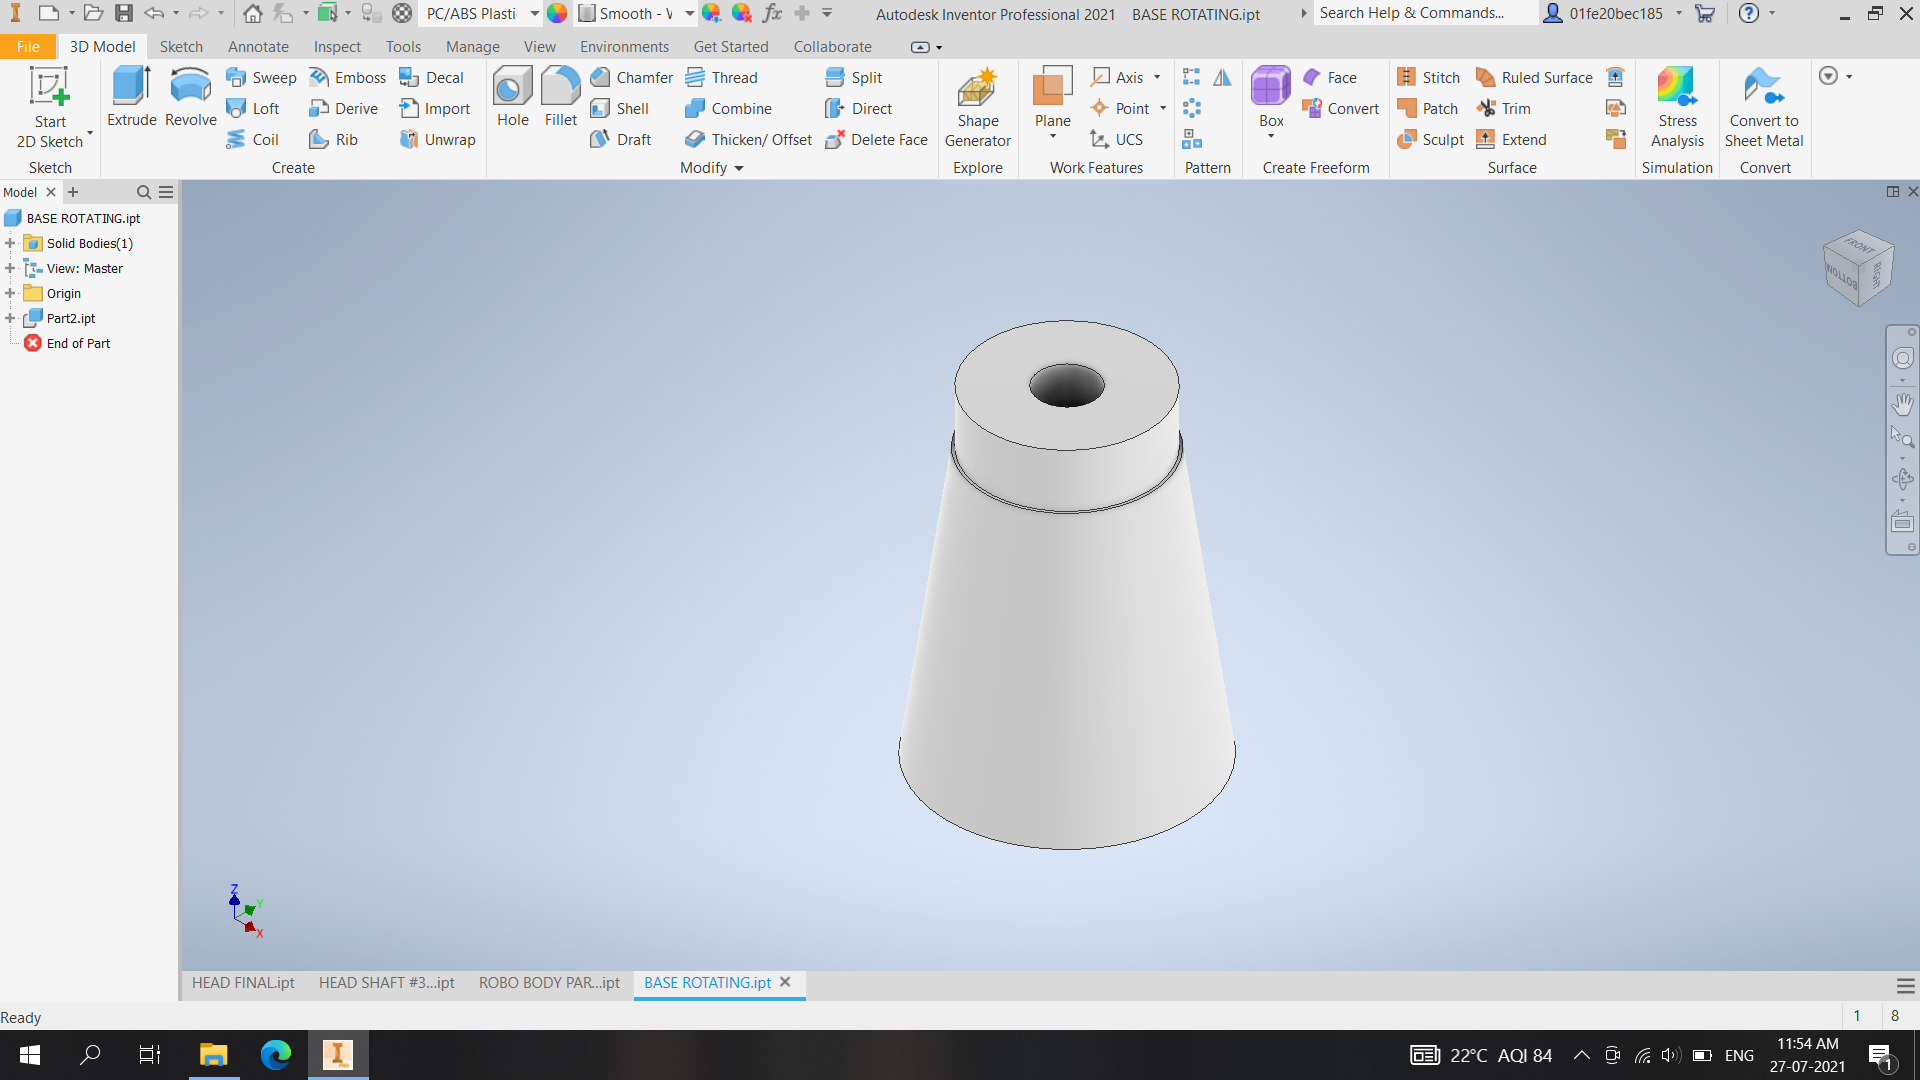 PC/ABS Plasti
Smooth - V
fx
Autodesk Inventor Professional 2021 BASE ROTATING.ipt
Search Help & Commands...
01fe20bec185
File 3D Model Sketch Annotate Inspect Tools Manage View Environments Get Started Collaborate
Start
2D Sketch
Sketch
Extrude Revolve
Sweep Emboss Decal
Loft Derive Import
Coil Rib Unwrap
Create
Hole Fillet
Chamfer Thread Split
Shell Combine Direct
Draft Thicken/ Offset Delete Face
Modify
Shape
Generator
Explore
Plane
Axis
Point
UCS
Work Features
Pattern
Box
Face
Convert
Create Freeform
Stitch Ruled Surface
Patch Trim
Sculpt Extend
Surface
Stress
Analysis
Simulation
Convert to
Sheet Metal
Convert
Model
BASE ROTATING.ipt
Solid Bodies(1)
View: Master
Origin
Part2.ipt
End of Part
FRONT
BOTTOM
RIGHT
Z
Y
X
HEAD FINAL.ipt HEAD SHAFT #3...ipt ROBO BODY PAR...ipt BASE ROTATING.ipt
Ready
1 8
22°C AQI 84
ENG
11:54 AM
27-07-2021
1